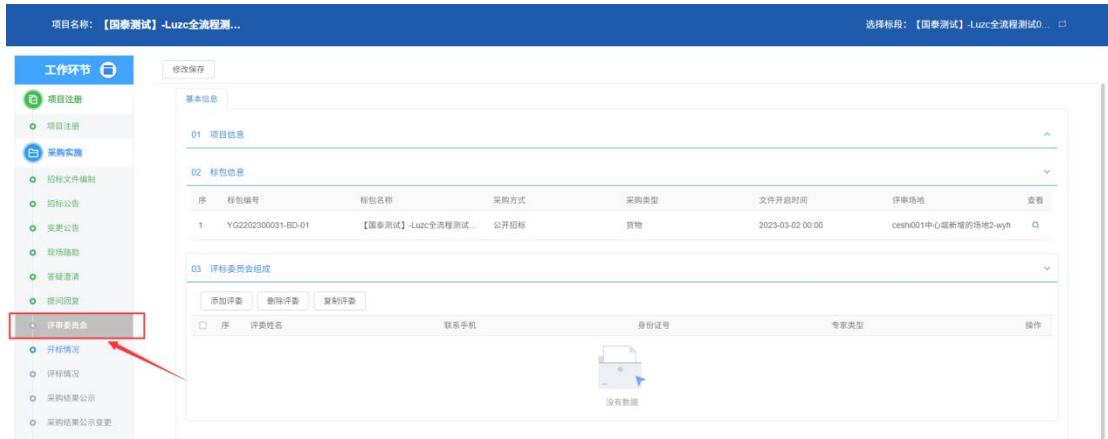 项目名称：【国泰测试】-Luzc全流程测...
选择标段：【国泰测试】-Luzc全流程测试0...
工作环节
项目注册
项目注册
采购实施
招标文件编制
招标公告
变更公告
现场踏勘
答疑澄清
提问回复
评审委员会
开标情况
评标情况
采购结果公示
采购结果公示变更
修改保存
基本信息
01 项目信息
02 标包信息
序 标包编号 标包名称 采购方式 采购类型 文件开启时间 评审场地 查看
1 YG2202300031-BD-01 【国泰测试】-Luzc全流程测试... 公开招标 货物 2023-03-02 00:00 ceshi001中心端新增的场地2-wyh
03 评标委员会组成
添加评委 删除评委 复制评委
序 评委姓名 联系手机 身份证号 专家类型 操作
没有数据